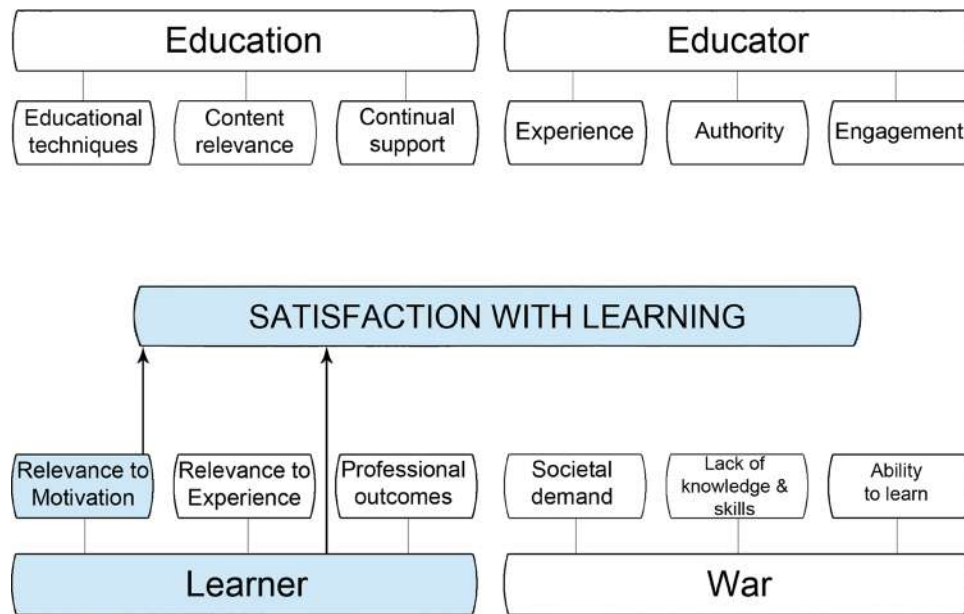 Education
Educator
Educational
techniques
Content
relevance
Continual
support
Experience
Authority
Engagement
SATISFACTION WITH LEARNING
Relevance to
Motivation
Relevance to
Experience
Professional
outcomes
Societal
demand
Lack of
knowledge &
skills
Ability
to learn
Learner
War